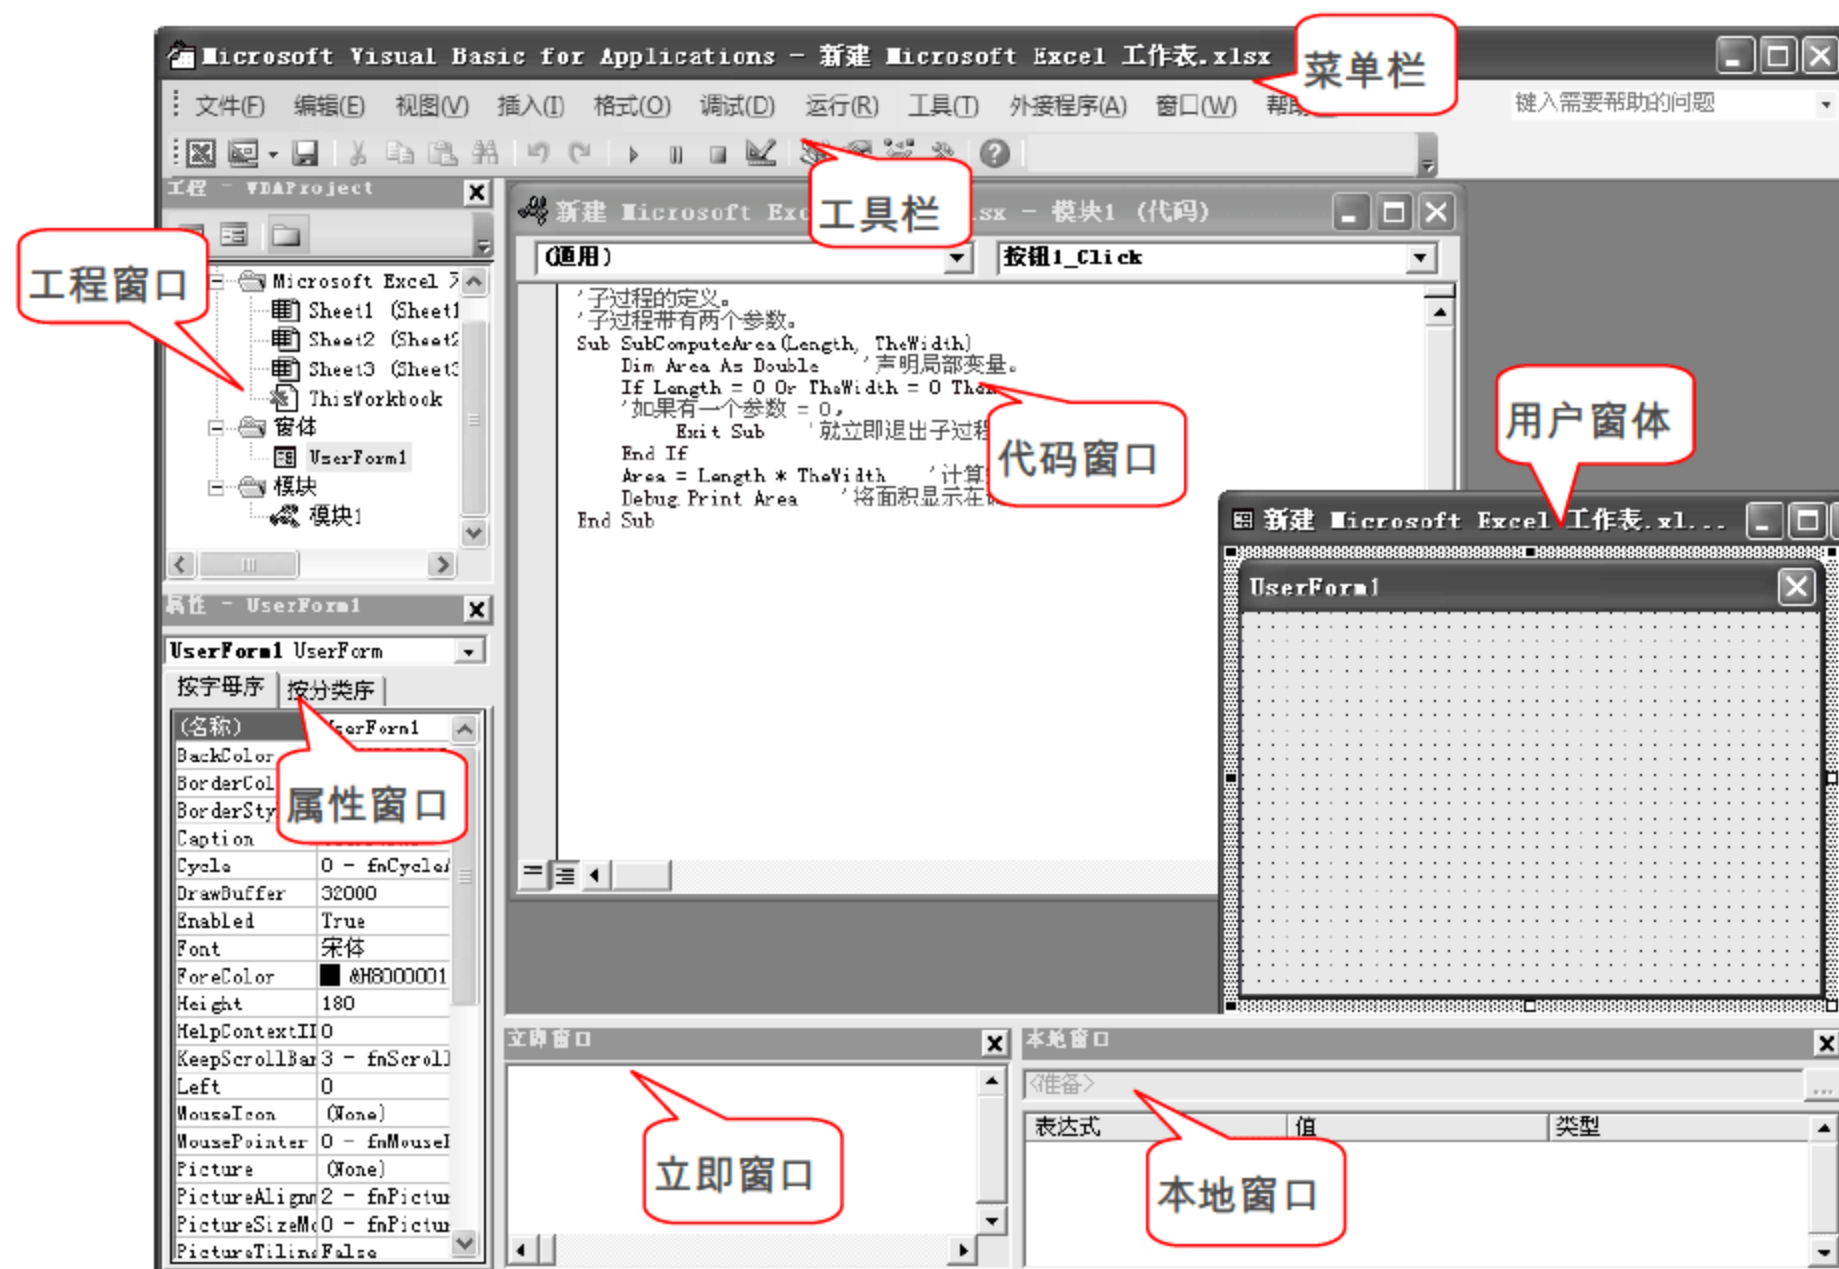 Microsoft Visual Basic for Applications - 新建 Microsoft Excel 工作表.xlsx
菜单栏
文件(F) 编辑(E) 视图(V) 插入(I) 格式(O) 调试(D) 运行(R) 工具(T) 外接程序(A) 窗口(W) 帮助
键入需要帮助的问题
工程 - VBAProject
工具栏
新建 Microsoft Exc sx - 模块1 (代码)
(通用)
按钮1_Click
工程窗口
Microsoft Excel
Sheet1 (Sheet1
Sheet2 (Sheet2
Sheet3 (Sheet3
ThisWorkbook
窗体
UserForm1
模块
模块1
'子过程的定义。
'子过程带有两个参数。
Sub SubComputeArea(Length, TheWidth)
Dim Area As Double '声明局部变量。
If Length = 0 Or TheWidth = 0 Then
'如果有一个参数 = 0,
Exit Sub '就立即退出子过程
End If
Area = Length * TheWidth '计算
Debug.Print Area '将面积显示在
End Sub
代码窗口
用户窗体
新建 Microsoft Excel 工作表.xl...
UserForm1
属性 - UserForm1
UserForm1 UserForm
按字母序 按分类序
(名称) UserForm1
BackColor
BorderCol
BorderSty
属性窗口
Caption
Cycle 0 - fmCycleA
DrawBuffer 32000
Enabled True
Font 宋体
ForeColor &H8000001
Height 180
HelpContextID 0
KeepScrollBar 3 - fmScroll
Left 0
MouseIcon (None)
MousePointer 0 - fmMouseP
Picture (None)
PictureAlignm 2 - fmPictur
PictureSizeMo 0 - fmPictur
PictureTiling False
立即窗口
立即窗口
本地窗口
<准备>
表达式 值 类型
本地窗口